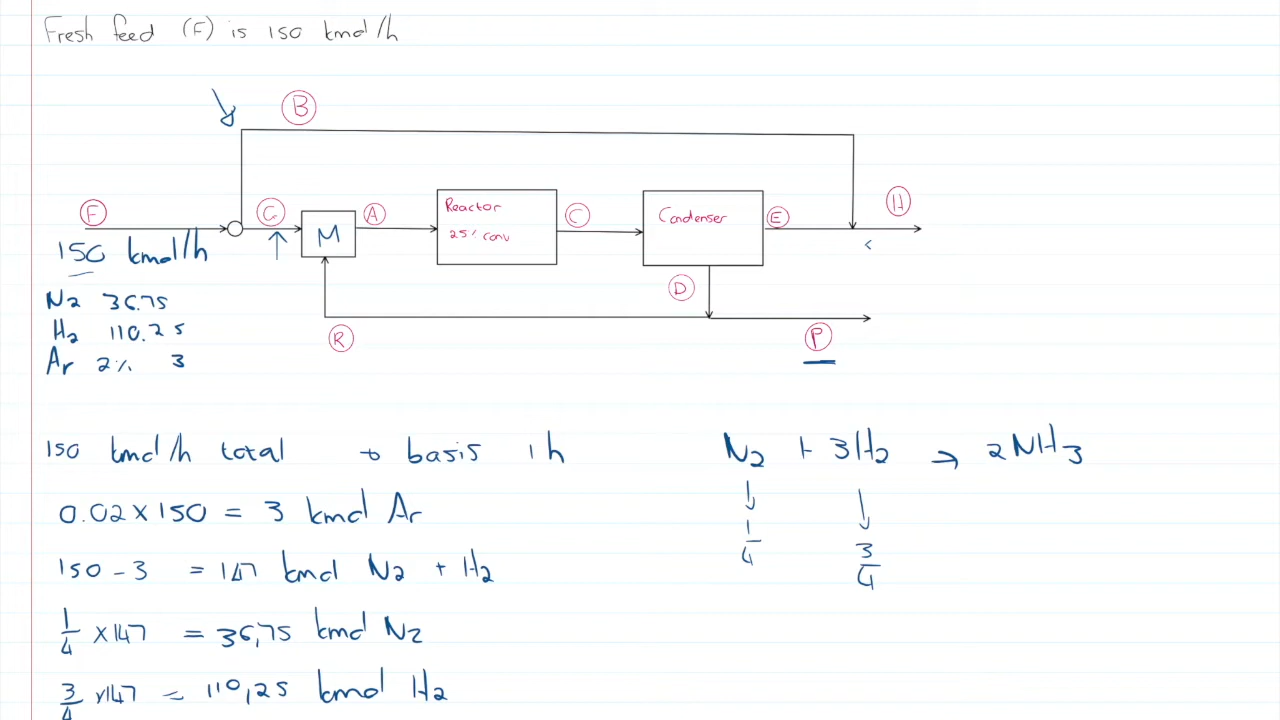 Fresh feed (F) is 150 kmol/h
B
F
G
M
A
Reactor
25% conv
C
Condenser
E
H
150 kmol/h
N2 36.75
H2 110.25
Ar 2% 3
D
R
P
150 kmol/h total → basis 1h
N2 + 3H2 → 2NH3
0.02 x 150 = 3 kmol Ar
1/4
3/4
150 - 3 = 147 kmol N2 + H2
1/4 x 147 = 36,75 kmol N2
3/4 x 147 = 110,25 kmol H2